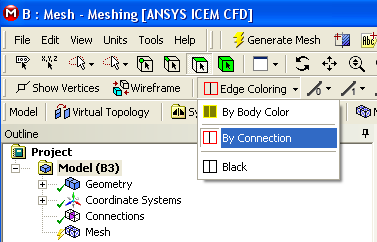 B : Mesh - Meshing [ANSYS ICEM CFD]
File Edit View Units Tools Help Generate Mesh
x,y,z
Show Vertices Wireframe Edge Coloring
Model Virtual Topology
By Body Color
By Connection
Black
Outline
Project
Model (B3)
Geometry
Coordinate Systems
Connections
Mesh